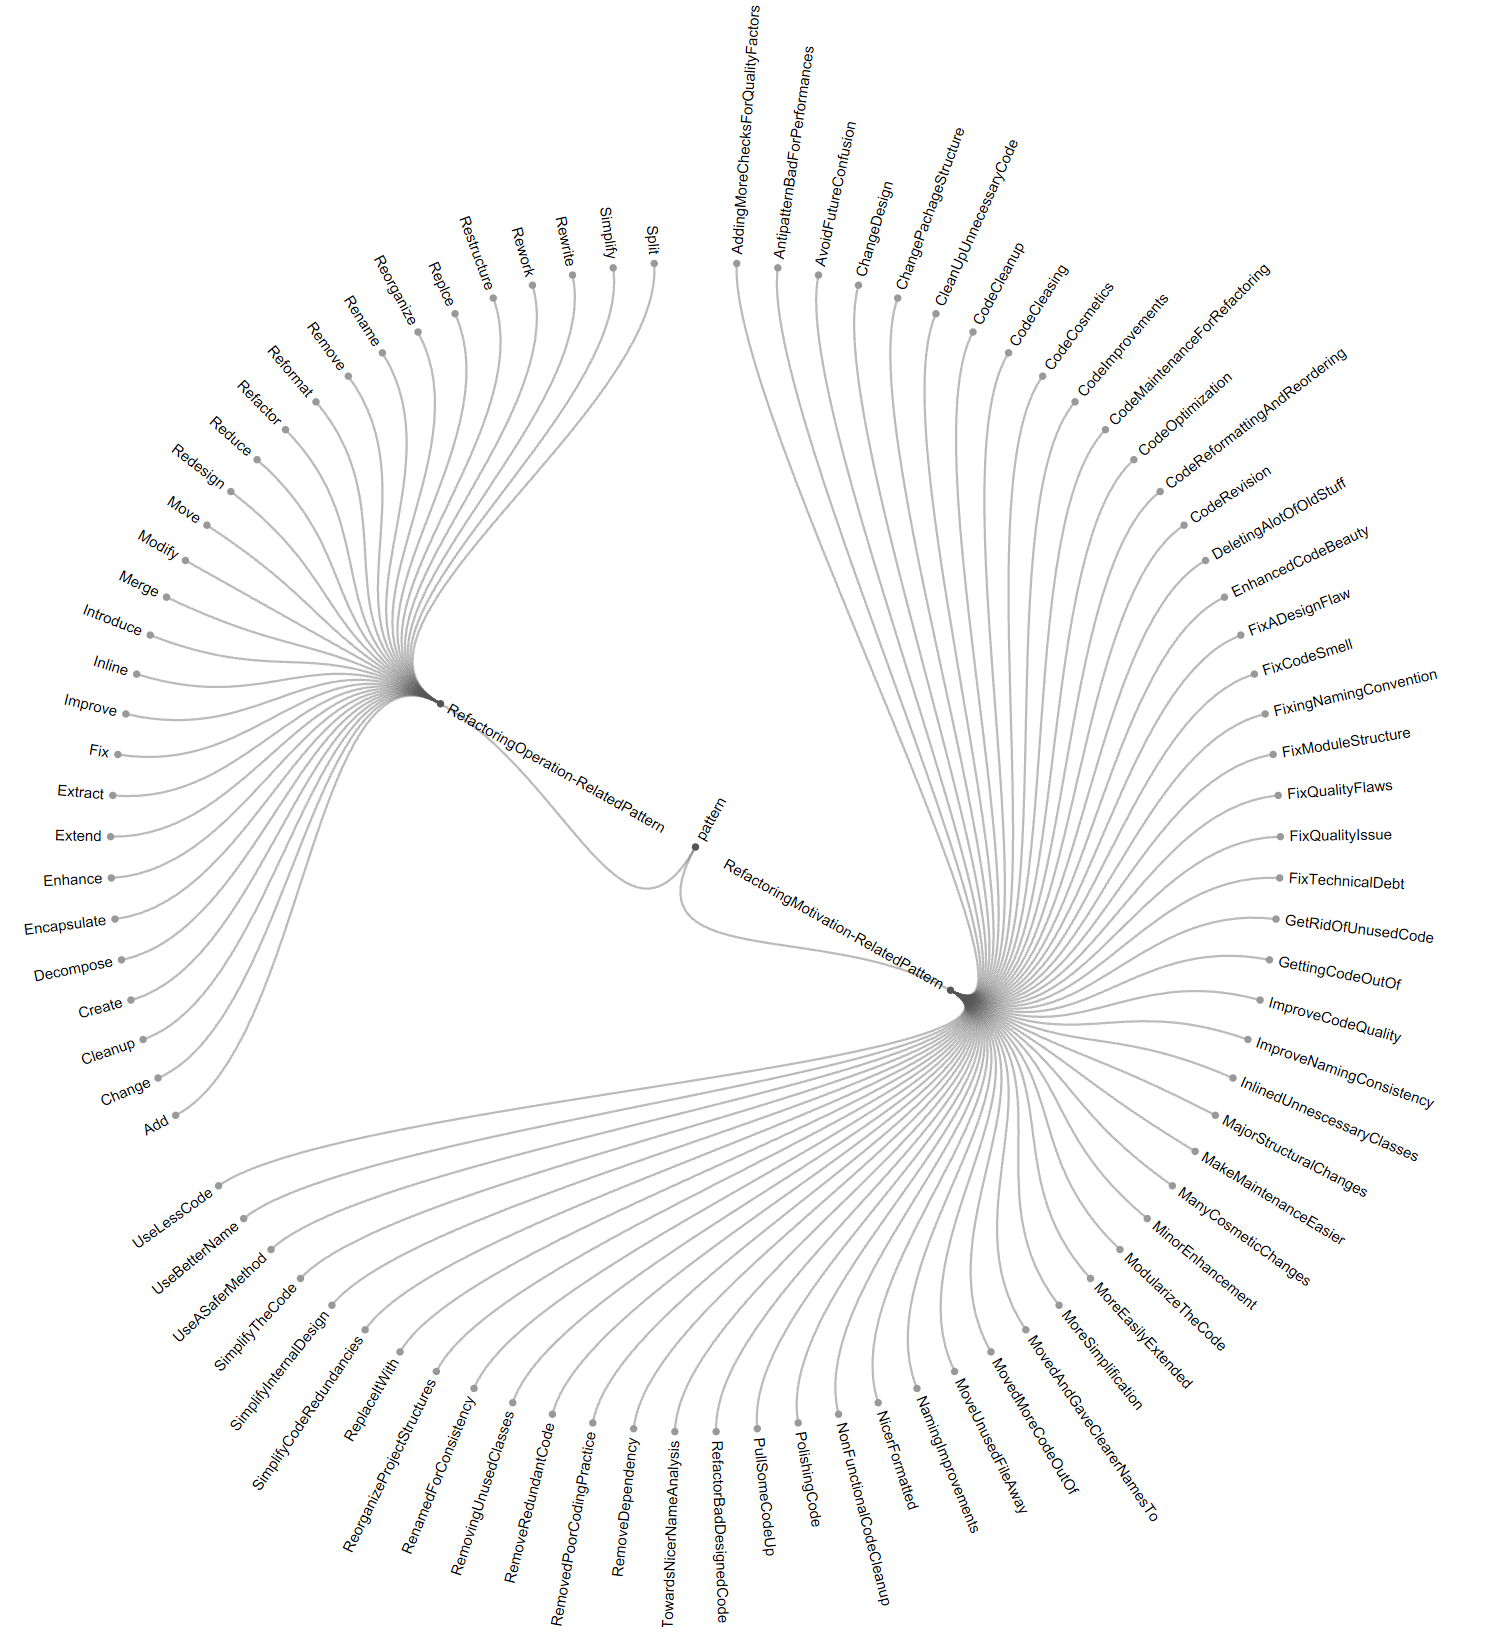 pattern
RefactoringOperation-RelatedPattern
Add
Change
Cleanup
Create
Decompose
Encapsulate
Enhance
Extend
Extract
Fix
Improve
Inline
Introduce
Merge
Modify
Move
Redesign
Reduce
Refactor
Reformat
Remove
Rename
Reorganize
Replce
Restructure
Rework
Rewrite
Simplify
Split
RefactoringMotivation-RelatedPattern
AddingMoreChecksForQualityFactors
AntipatternBadForPerformances
AvoidFutureConfusion
ChangeDesign
ChangePachageStructure
CleanUpUnnecessaryCode
CodeCleanup
CodeCleasing
CodeCosmetics
CodeImprovements
CodeMaintenanceForRefactoring
CodeOptimization
CodeReformattingAndReordering
CodeRevision
DeletingAlotOfOldStuff
EnhancedCodeBeauty
FixADesignFlaw
FixCodeSmell
FixingNamingConvention
FixModuleStructure
FixQualityFlaws
FixQualityIssue
FixTechnicalDebt
GetRidOfUnusedCode
GettingCodeOutOf
ImproveCodeQuality
ImproveNamingConsistency
InlinedUnnescessaryClasses
MajorStructuralChanges
MakeMaintenanceEasier
ManyCosmeticChanges
MinorEnhancement
ModularizeTheCode
MoreEasilyExtended
MoreSimplification
MovedAndGaveClearerNamesTo
MovedMoreCodeOutOf
MoveUnusedFileAway
NamingImprovements
NicerFormatted
NonFunctionalCodeCleanup
PolishingCode
PullSomeCodeUp
RefactorBadDesignedCode
TowardsNicerNameAnalysis
RemoveDependency
RemovedPoorCodingPractice
RemoveRedundantCode
RemovingUnusedClasses
RenamedForConsistency
ReorganizeProjectStructures
ReplaceItWith
SimplifyCodeRedundancies
SimplifyInternalDesign
SimplifyTheCode
UseASaferMethod
UseBetterName
UseLessCode